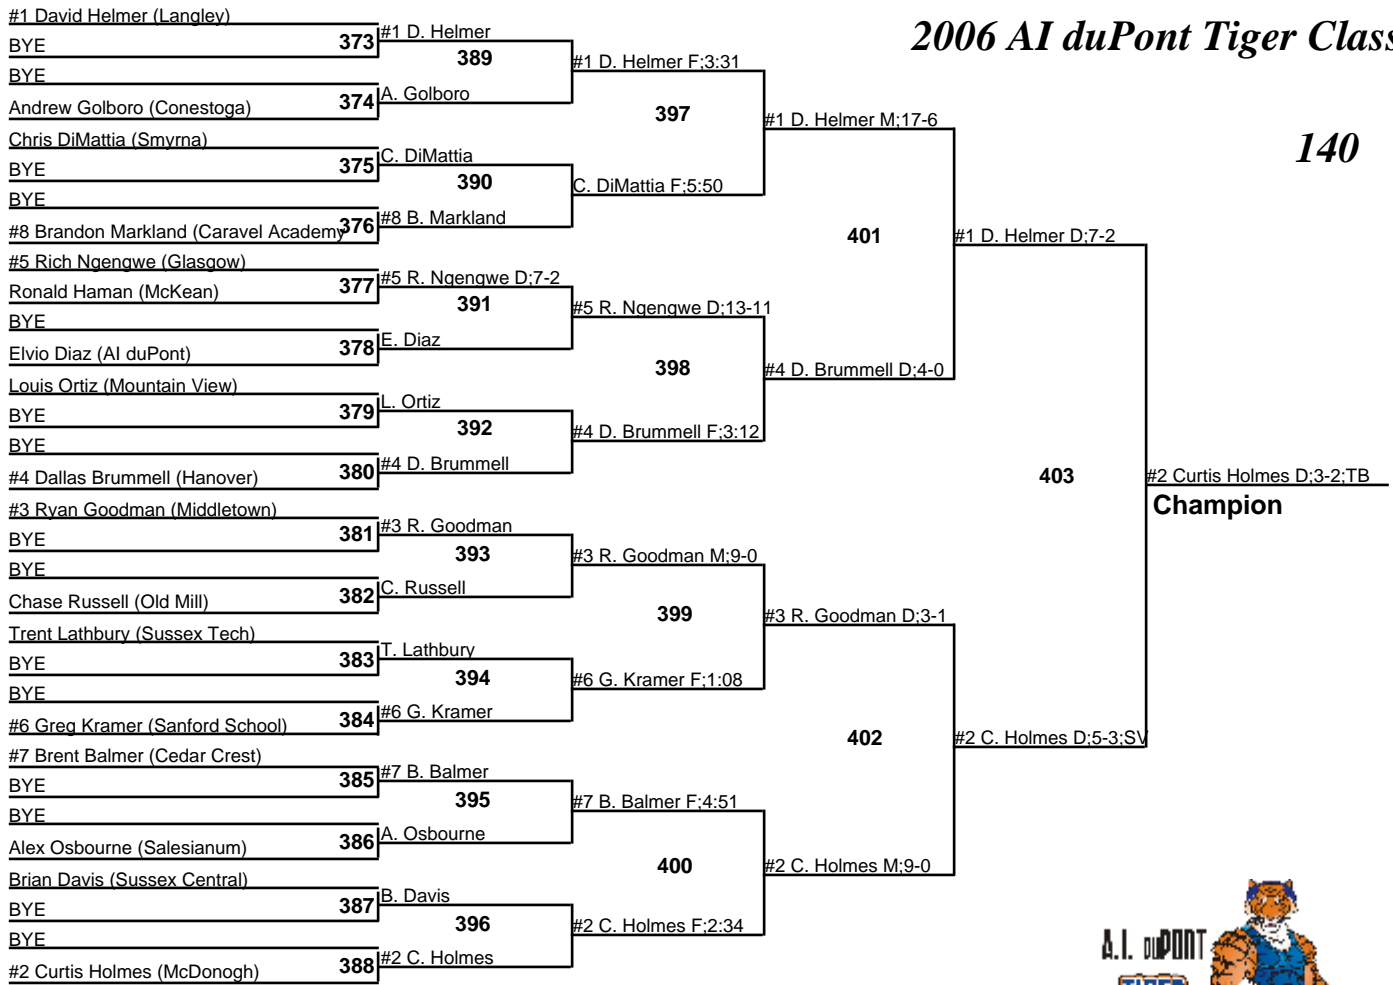 2006 AI duPont Tiger Clas
140
#1 David Helmer (Langley)
BYE
373
BYE
Andrew Golboro (Conestoga)
374
Chris DiMattia (Smyrna)
BYE
375
BYE
#8 Brandon Markland (Caravel Academy
376
#5 Rich Ngengwe (Glasgow)
Ronald Haman (McKean)
377
BYE
Elvio Diaz (AI duPont)
378
Louis Ortiz (Mountain View)
BYE
379
BYE
#4 Dallas Brummell (Hanover)
380
#3 Ryan Goodman (Middletown)
BYE
381
BYE
Chase Russell (Old Mill)
382
Trent Lathbury (Sussex Tech)
BYE
383
BYE
#6 Greg Kramer (Sanford School)
384
#7 Brent Balmer (Cedar Crest)
BYE
385
BYE
Alex Osbourne (Salesianum)
386
Brian Davis (Sussex Central)
BYE
387
BYE
#2 Curtis Holmes (McDonogh)
388
#1 D. Helmer
389
A. Golboro
C. DiMattia
390
#8 B. Markland
#5 R. Ngengwe D;7-2
391
E. Diaz
L. Ortiz
392
#4 D. Brummell
#3 R. Goodman
393
C. Russell
T. Lathbury
394
#6 G. Kramer
#7 B. Balmer
395
A. Osbourne
B. Davis
396
#2 C. Holmes
#1 D. Helmer F;3:31
397
C. DiMattia F;5:50
#5 R. Ngengwe D;13-11
398
#4 D. Brummell F;3:12
#3 R. Goodman M;9-0
399
#6 G. Kramer F;1:08
#7 B. Balmer F;4:51
400
#2 C. Holmes F;2:34
#1 D. Helmer M;17-6
401
#4 D. Brummell D;4-0
#3 R. Goodman D;3-1
402
#2 C. Holmes M;9-0
#1 D. Helmer D;7-2
403
#2 C. Holmes D;5-3;SV
#2 Curtis Holmes D;3-2;TB
Champion
A.I. DUPONT
TIGER